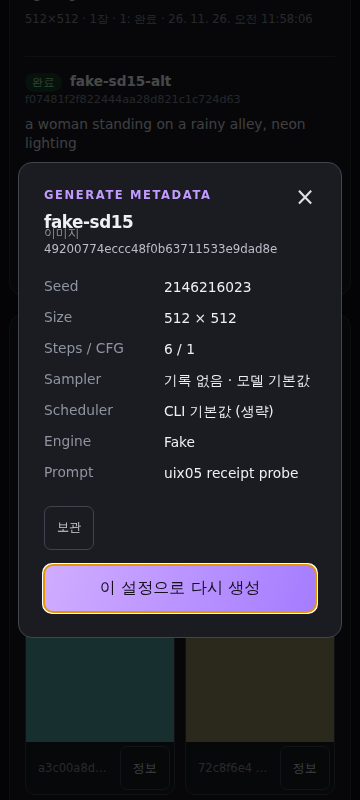 512×512 · 1장 · 1: 완료 · 26. 11. 26. 오전 11:58:06
완료 fake-sd15-alt
f07481f2f822444aa28d821c1c724d63
a woman standing on a rainy alley, neon
lighting
GENERATE METADATA ×
fake-sd15
이미지
49200774eccc48f0b63711533e9dad8e
Seed 2146216023
Size 512 × 512
Steps / CFG 6 / 1
Sampler 기록 없음 · 모델 기본값
Scheduler CLI 기본값 (생략)
Engine Fake
Prompt uix05 receipt probe
보관
이 설정으로 다시 생성
a3c00a8d... 정보 72c8f6e4 ... 정보